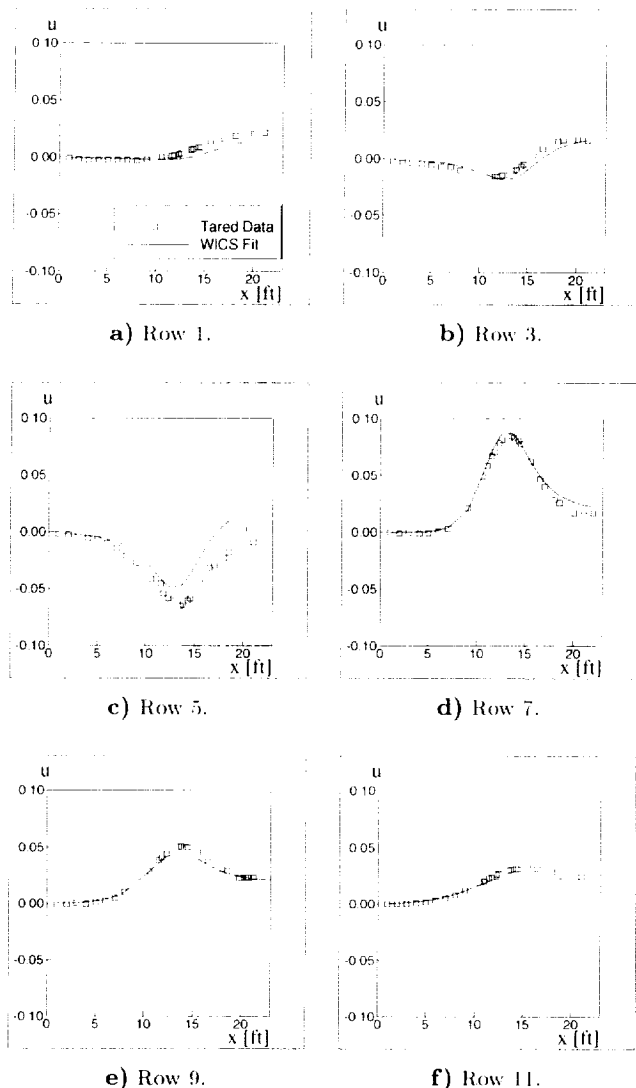 u
0.10
0.05
0.00
-0.05
-0.10
0 5 10 15 20
x [ft]
Tared Data
WICS Fit
a) Row 1.
u
0.10
0.05
0.00
-0.05
-0.10
0 5 10 15 20
x [ft]
b) Row 3.
u
0.10
0.05
0.00
-0.05
-0.10
0 5 10 15 20
x [ft]
c) Row 5.
u
0.10
0.05
0.00
-0.05
-0.10
0 5 10 15 20
x [ft]
d) Row 7.
u
0.10
0.05
0.00
-0.05
-0.10
0 5 10 15 20
x [ft]
e) Row 9.
u
0.10
0.05
0.00
-0.05
-0.10
0 5 10 15 20
x [ft]
f) Row 11.